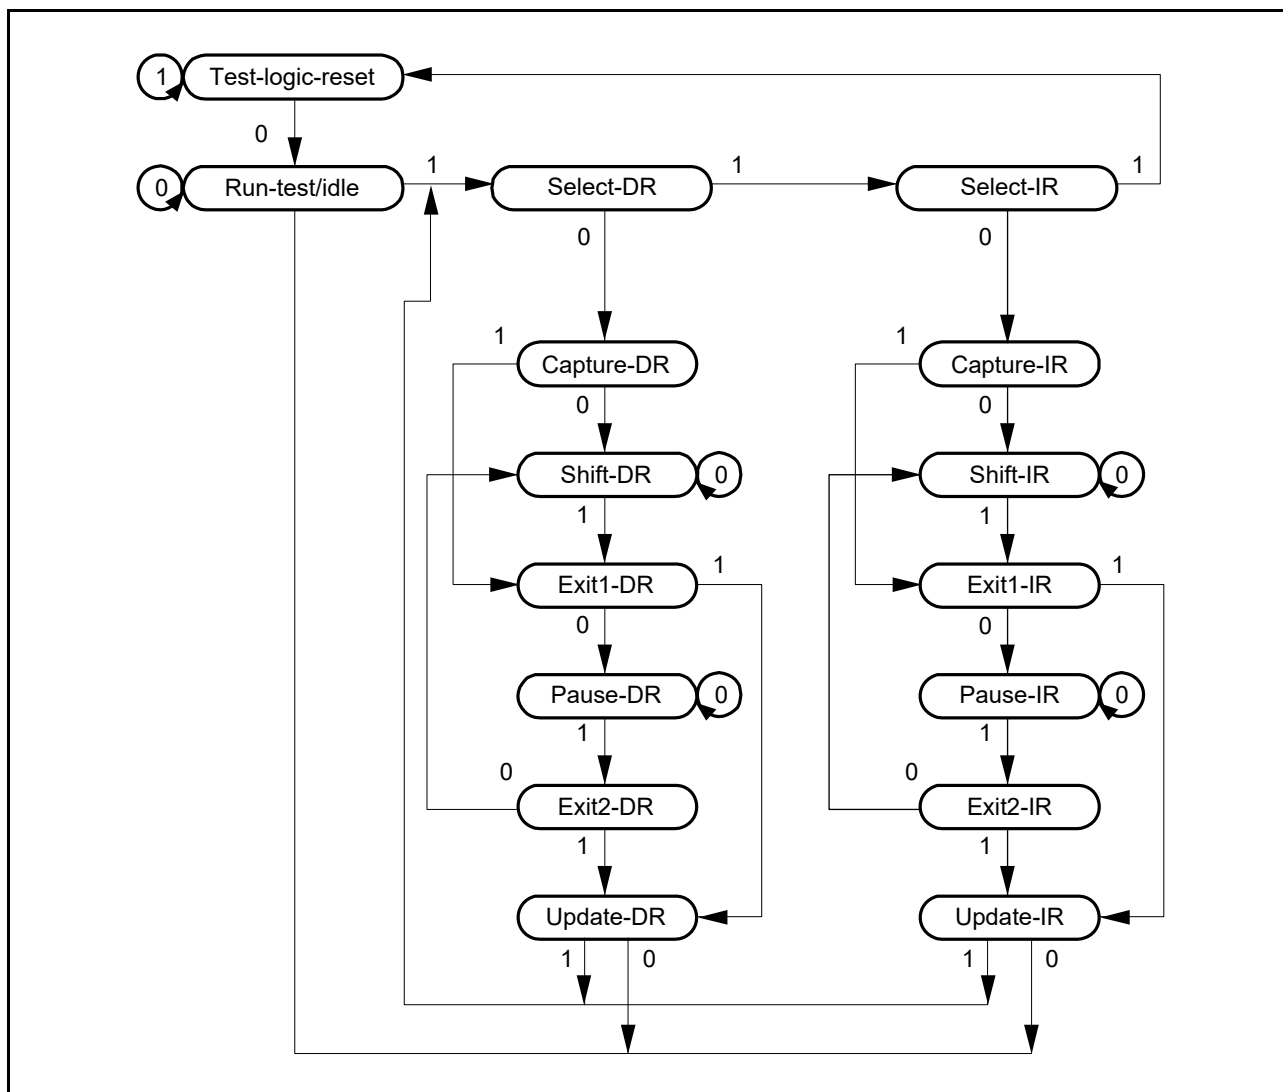 1 Test-logic-reset
0
0 Run-test/idle 1 Select-DR 1 Select-IR 1
0 0
1 1
Capture-DR Capture-IR
0 0
Shift-DR 0 Shift-IR 0
1 1
Exit1-DR 1 Exit1-IR 1
0 0
Pause-DR 0 Pause-IR 0
1 1
0 0
Exit2-DR Exit2-IR
1 1
Update-DR Update-IR
1 0 1 0